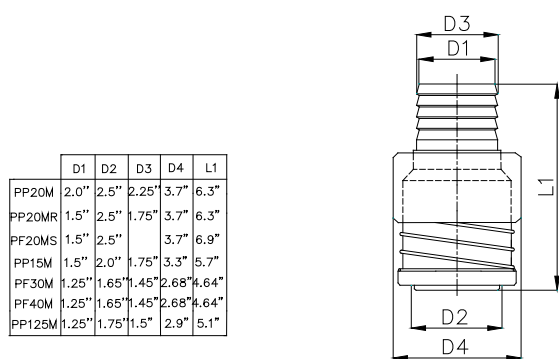 D1 D2 D3 D4 L1
PP20M 2.0’’ 2.5’’ 2.25’’ 3.7’’ 6.3’’
PP20MR 1.5’’ 2.5’’ 1.75’’ 3.7’’ 6.3’’
PF20MS 1.5’’ 2.5’’ 3.7’’ 6.9’’
PP15M 1.5’’ 2.0’’ 1.75’’ 3.3’’ 5.7’’
PF30M 1.25’’ 1.65’’ 1.45’’ 2.68’’ 4.64’’
PF40M 1.25’’ 1.65’’ 1.45’’ 2.68’’ 4.64’’
PP125M 1.25’’ 1.75’’ 1.5’’ 2.9’’ 5.1’’
D3
D1
L1
D2
D4